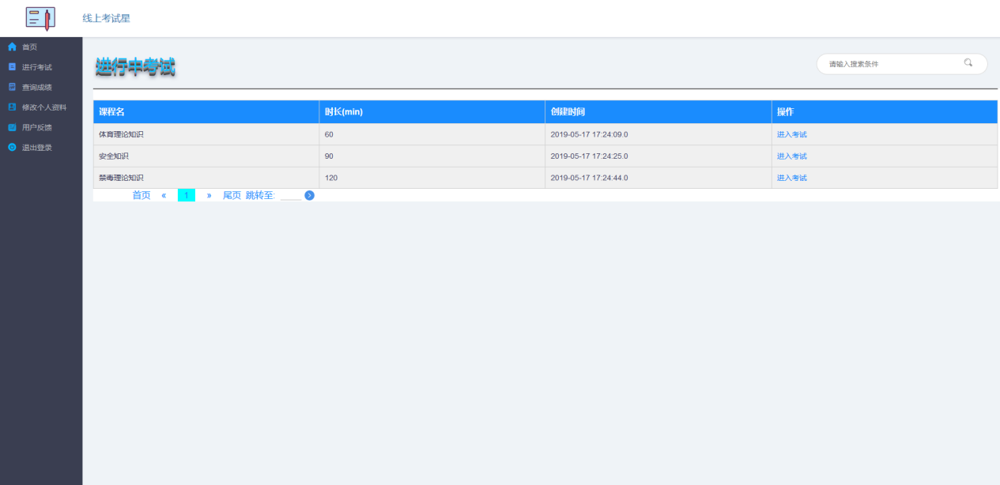 线上考试星
首页
进行考试
查询成绩
修改个人资料
用户反馈
退出登录
进行中考试
请输入搜索条件
课程名 时长(min) 创建时间 操作
体育理论知识 60 2019-05-17 17:24:09.0 进入考试
安全知识 90 2019-05-17 17:24:25.0 进入考试
禁毒理论知识 120 2019-05-17 17:24:44.0 进入考试
首页 « 1 » 尾页 跳转至: